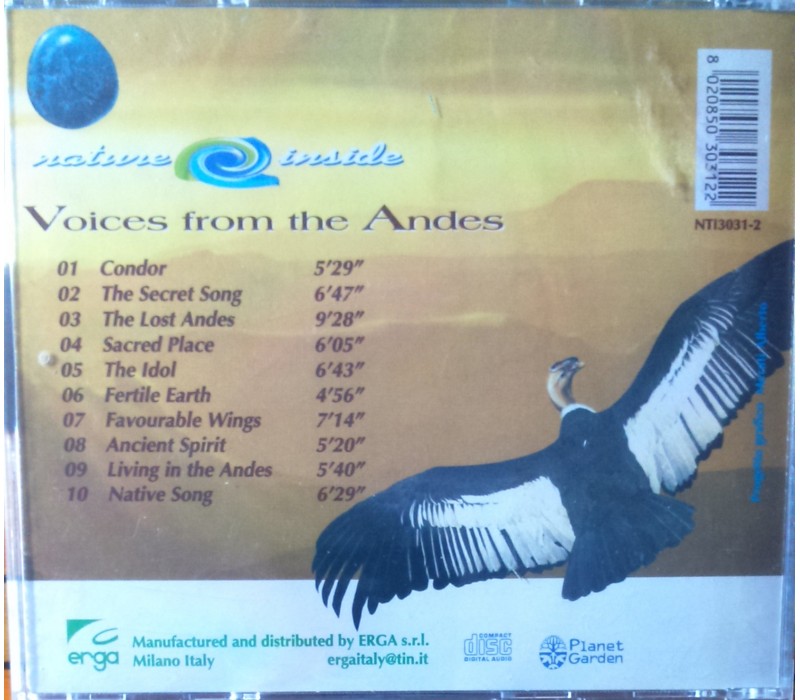 nature inside
Voices from the Andes
01 Condor 5'29"
02 The Secret Song 6'47"
03 The Lost Andes 9'28"
04 Sacred Place 6'05"
05 The Idol 6'43"
06 Fertile Earth 4'56"
07 Favourable Wings 7'14"
08 Ancient Spirit 5'20"
09 Living in the Andes 5'40"
10 Native Song 6'29"
8 020850 303122
NTI3031-2
Progetto grafico
erga
Manufactured and distributed by ERGA s.r.l.
Milano Italy ergaitaly@tin.it
COMPACT
disc
DIGITAL AUDIO
Planet
Garden